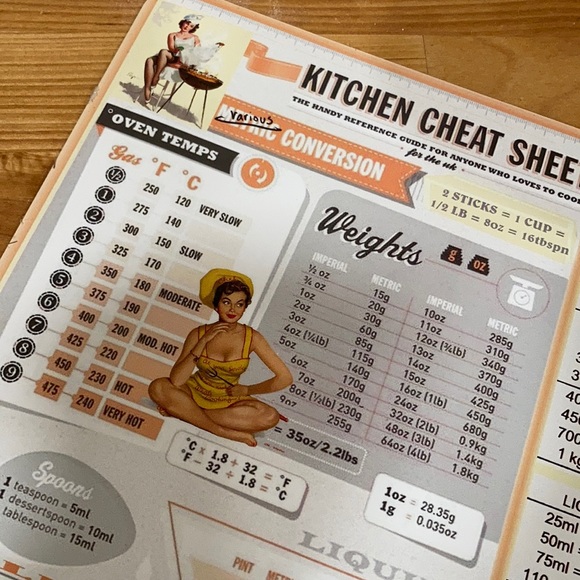 KITCHEN CHEAT SHEE
THE HANDY REFERENCE GUIDE FOR ANYONE WHO LOVES TO COO
• for the uk •
various
METRIC CONVERSION
2 STICKS = 1 CUP =
1/2 LB = 8oz = 16tbspn
OVEN TEMPS
Gas °F °C
½ 250 120 VERY SLOW
1 275 140
2 300 150 SLOW
3 325 170
4 350 180 MODERATE
5 375 190
6 400 200 MOD. HOT
7 425 220
8 450 230 HOT
9 475 240 VERY HOT
°C x 1.8 + 32 = °F
°F - 32 ÷ 1.8 = °C
Weights g oz
IMPERIAL METRIC
½ oz 15g
¾ oz 20g
1oz 30g
2oz 60g
3oz 85g
4oz (¼lb) 115g
5oz 140g
6oz 170g
7oz 200g
8oz (½lb) 230g
9oz 255g
IMPERIAL METRIC
10oz 285g
11oz 310g
12oz (¾lb) 340g
13oz 370g
14oz 400g
15oz 425g
16oz (1lb) 450g
24oz 680g
32oz (2lb) 0.9kg
48oz (3lb) 1.4kg
64oz (4lb) 1.8kg
= 35oz/2.2lbs
1oz = 28.35g
1g = 0.035oz
Spoons
1 teaspoon = 5ml
1 dessertspoon = 10ml
tablespoon = 15ml
LIQU
PINT
25ml
50ml
75ml =